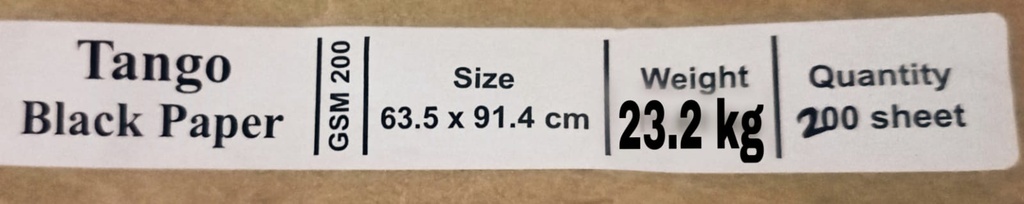 Tango
Black Paper
GSM 200
Size
63.5 x 91.4 cm
Weight
23.2 kg
Quantity
200 sheet